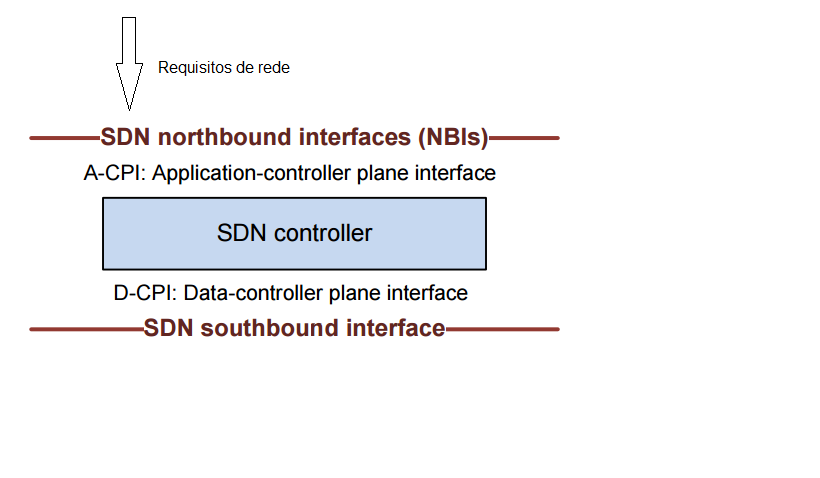 Requisitos de rede
SDN northbound interfaces (NBIs)
A-CPI: Application-controller plane interface
SDN controller
D-CPI: Data-controller plane interface
SDN southbound interface